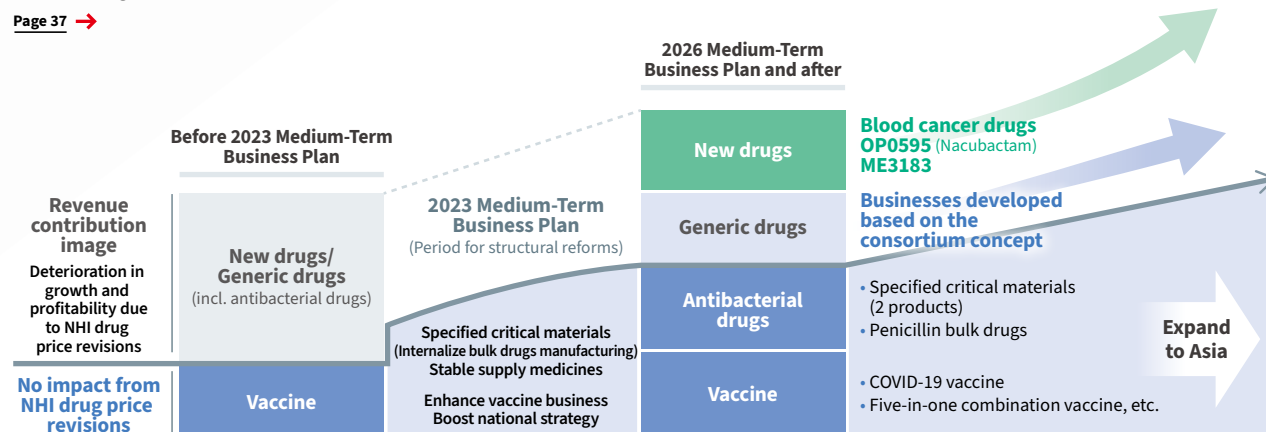 Page 37
2026 Medium-Term
Business Plan and after
Before 2023 Medium-Term
Business Plan
New drugs
Blood cancer drugs
OP0595 (Nacubactam)
ME3183
Revenue
contribution
image
Deterioration in
growth and
profitability due
to NHI drug
price revisions
New drugs/
Generic drugs
(incl. antibacterial drugs)
2023 Medium-Term
Business Plan
(Period for structural reforms)
Generic drugs
Businesses developed
based on the
consortium concept
Specified critical materials
(Internalize bulk drugs manufacturing)
Stable supply medicines
Enhance vaccine business
Boost national strategy
Antibacterial
drugs
• Specified critical materials
(2 products)
• Penicillin bulk drugs
Expand
to Asia
No impact from
NHI drug price
revisions
Vaccine
Vaccine
• COVID-19 vaccine
• Five-in-one combination vaccine, etc.